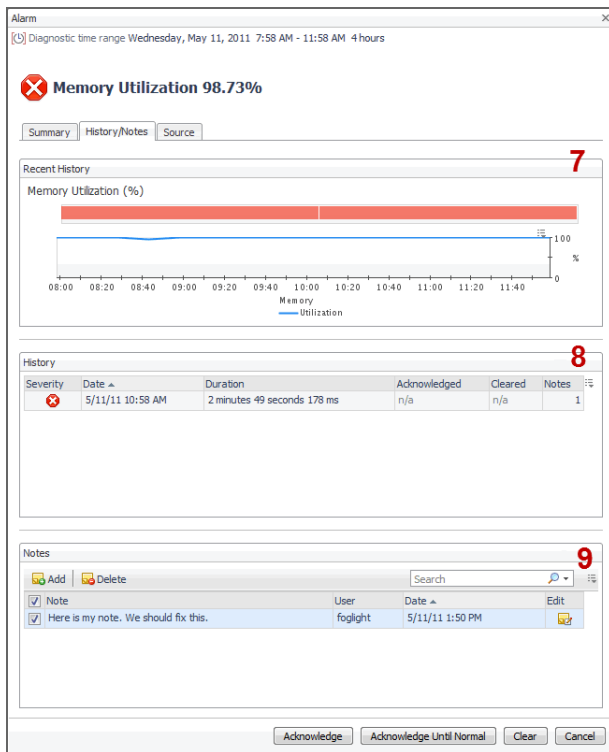 Alarm
Diagnostic time range Wednesday, May 11, 2011 7:58 AM - 11:58 AM 4 hours
Memory Utilization 98.73%
Summary History/Notes Source
7
Recent History
Memory Utilization (%)
100
%
0
08:00 08:20 08:40 09:00 09:20 09:40 10:00 10:20 10:40 11:00 11:20 11:40
Memory
Utilization
8
History
Severity Date Duration Acknowledged Cleared Notes
5/11/11 10:58 AM 2 minutes 49 seconds 178 ms n/a n/a 1
9
Notes
Add Delete Search
Note User Date Edit
Here is my note. We should fix this. foglight 5/11/11 1:50 PM
Acknowledge Acknowledge Until Normal Clear Cancel